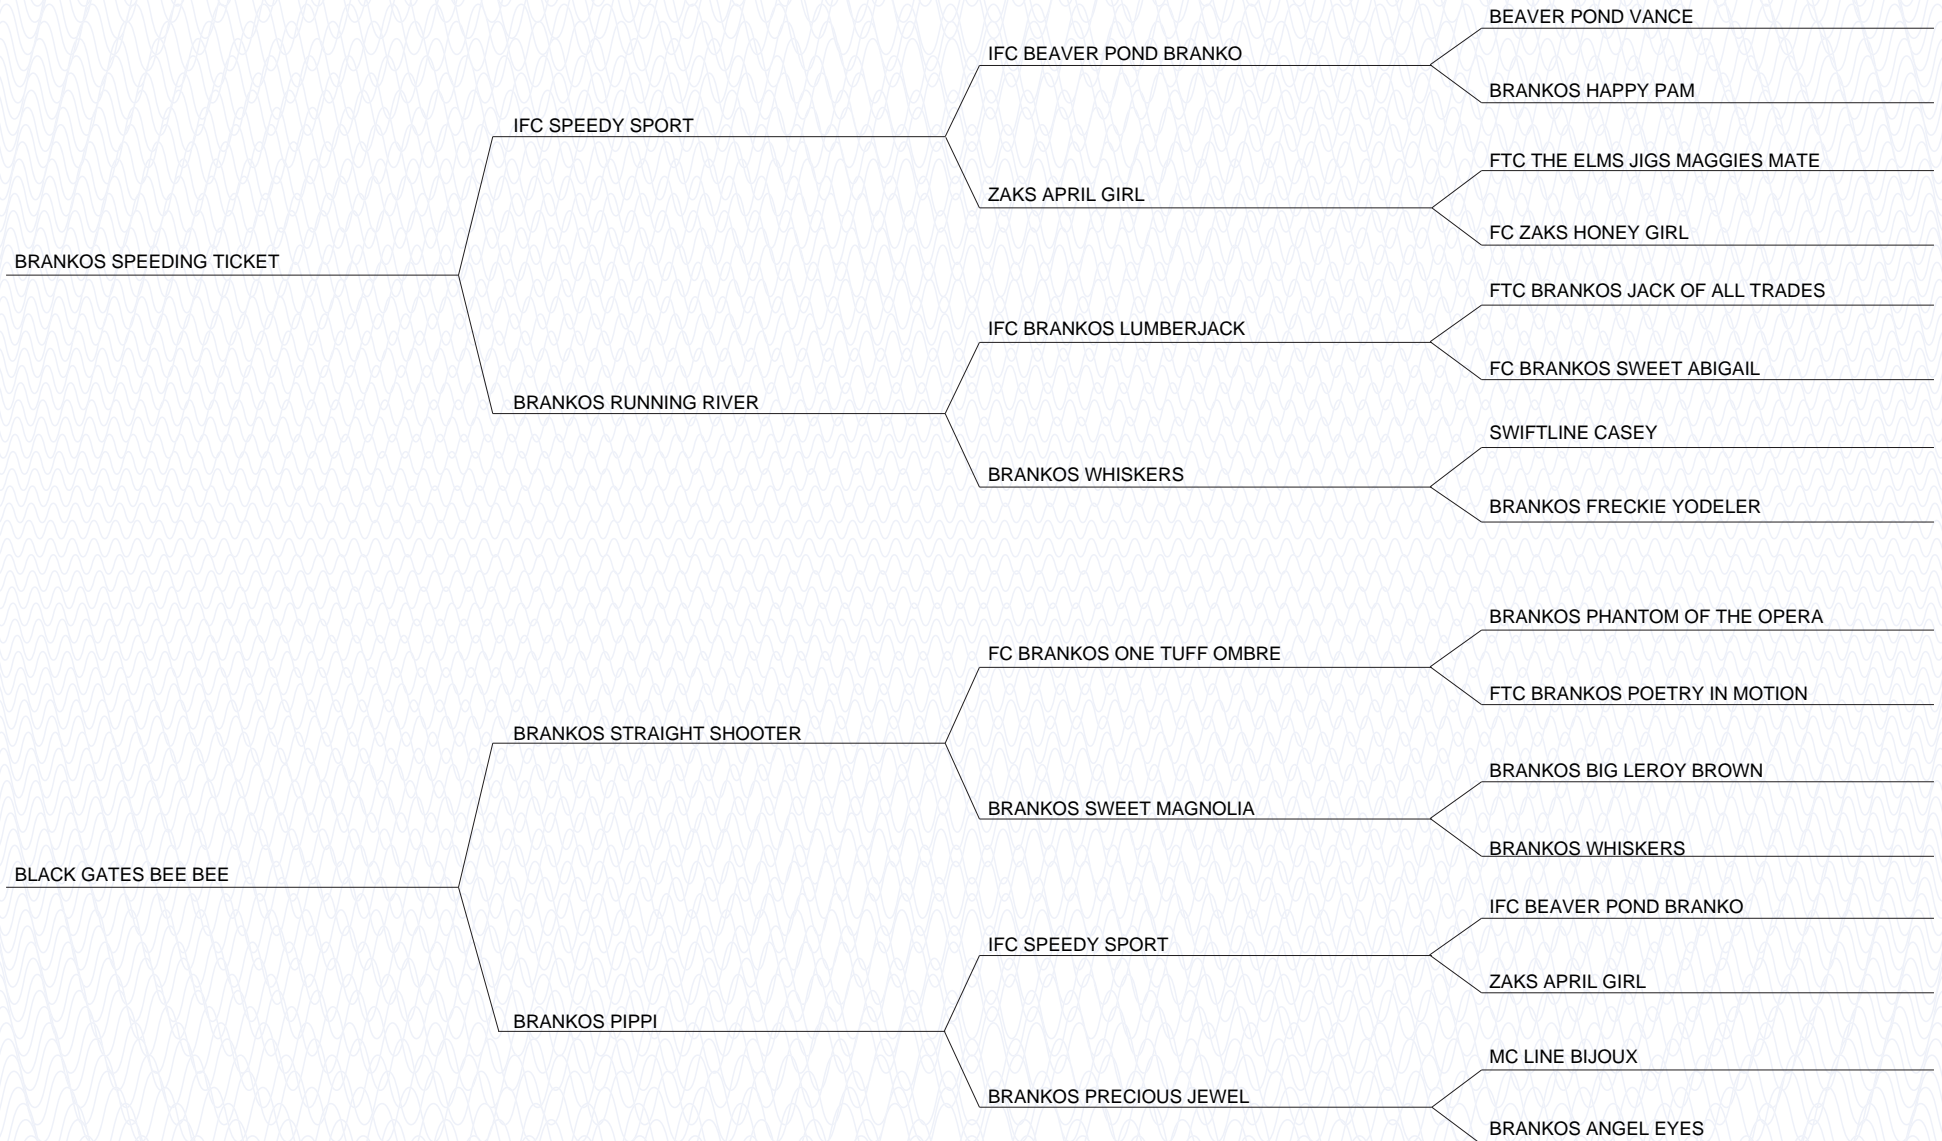 BEAVER POND VANCE
IFC BEAVER POND BRANKO
BRANKOS HAPPY PAM
IFC SPEEDY SPORT
FTC THE ELMS JIGS MAGGIES MATE
ZAKS APRIL GIRL
FC ZAKS HONEY GIRL
BRANKOS SPEEDING TICKET
FTC BRANKOS JACK OF ALL TRADES
IFC BRANKOS LUMBERJACK
FC BRANKOS SWEET ABIGAIL
BRANKOS RUNNING RIVER
SWIFTLINE CASEY
BRANKOS WHISKERS
BRANKOS FRECKIE YODELER
BRANKOS PHANTOM OF THE OPERA
FC BRANKOS ONE TUFF OMBRE
FTC BRANKOS POETRY IN MOTION
BRANKOS STRAIGHT SHOOTER
BRANKOS BIG LEROY BROWN
BRANKOS SWEET MAGNOLIA
BRANKOS WHISKERS
BLACK GATES BEE BEE
IFC BEAVER POND BRANKO
IFC SPEEDY SPORT
ZAKS APRIL GIRL
BRANKOS PIPPI
MC LINE BIJOUX
BRANKOS PRECIOUS JEWEL
BRANKOS ANGEL EYES